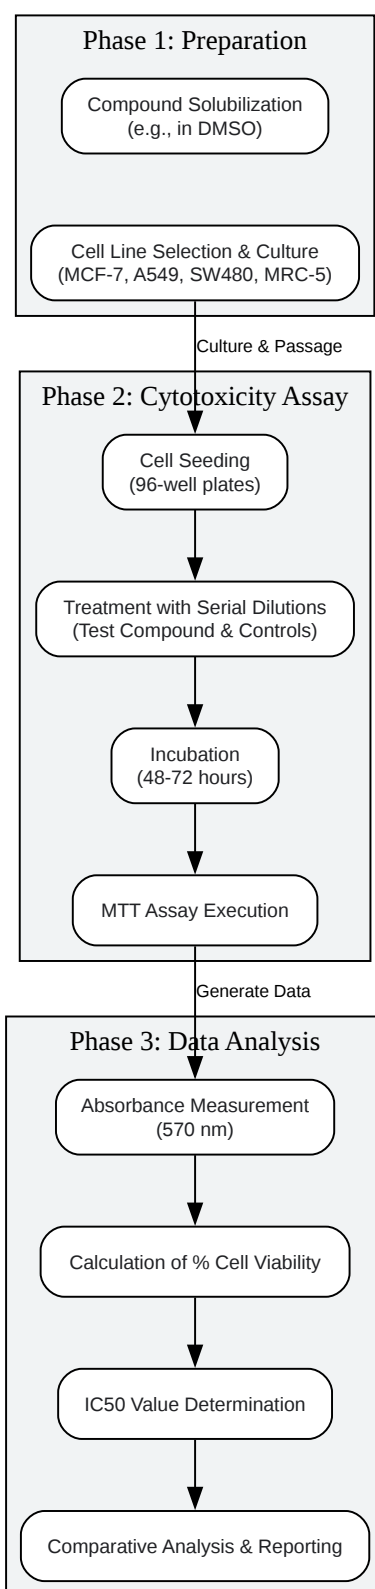 Phase 1: Preparation
Compound Solubilization
(e.g., in DMSO)
Cell Line Selection & Culture
(MCF-7, A549, SW480, MRC-5)
Culture & Passage
Phase 2: Cytotoxicity Assay
Cell Seeding
(96-well plates)
Treatment with Serial Dilutions
(Test Compound & Controls)
Incubation
(48-72 hours)
MTT Assay Execution
Generate Data
Phase 3: Data Analysis
Absorbance Measurement
(570 nm)
Calculation of % Cell Viability
IC50 Value Determination
Comparative Analysis & Reporting